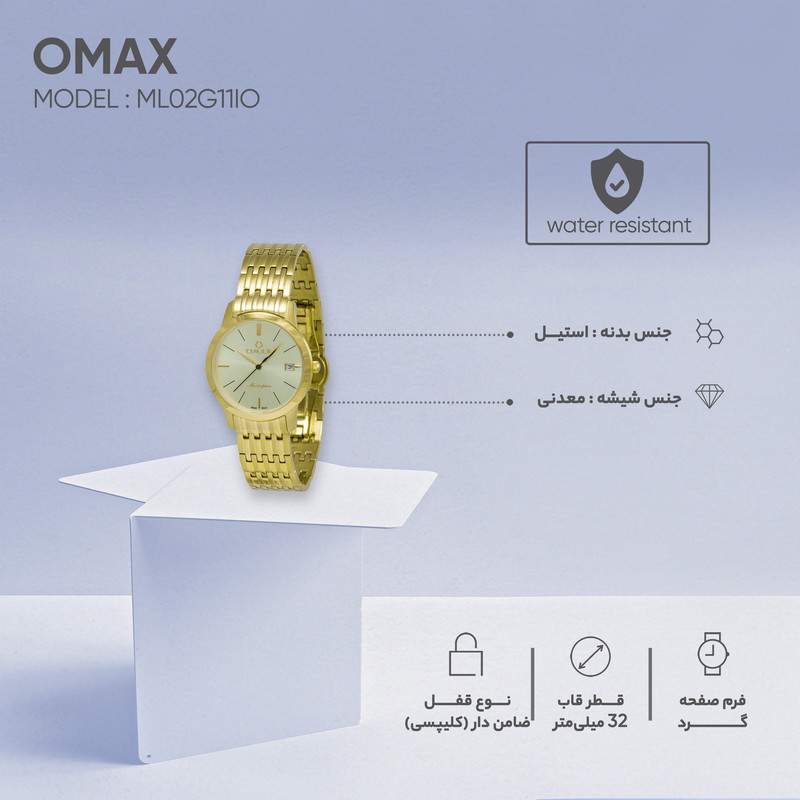 OMAX
MODEL : ML02G11IO
water resistant
جنس بدنه : استیل
جنس شیشه : معدنی
فرم صفحه
گرد
قطر قاب
32 میلی‌متر
نوع قفل
ضامن دار (کلیپسی)
OMAX